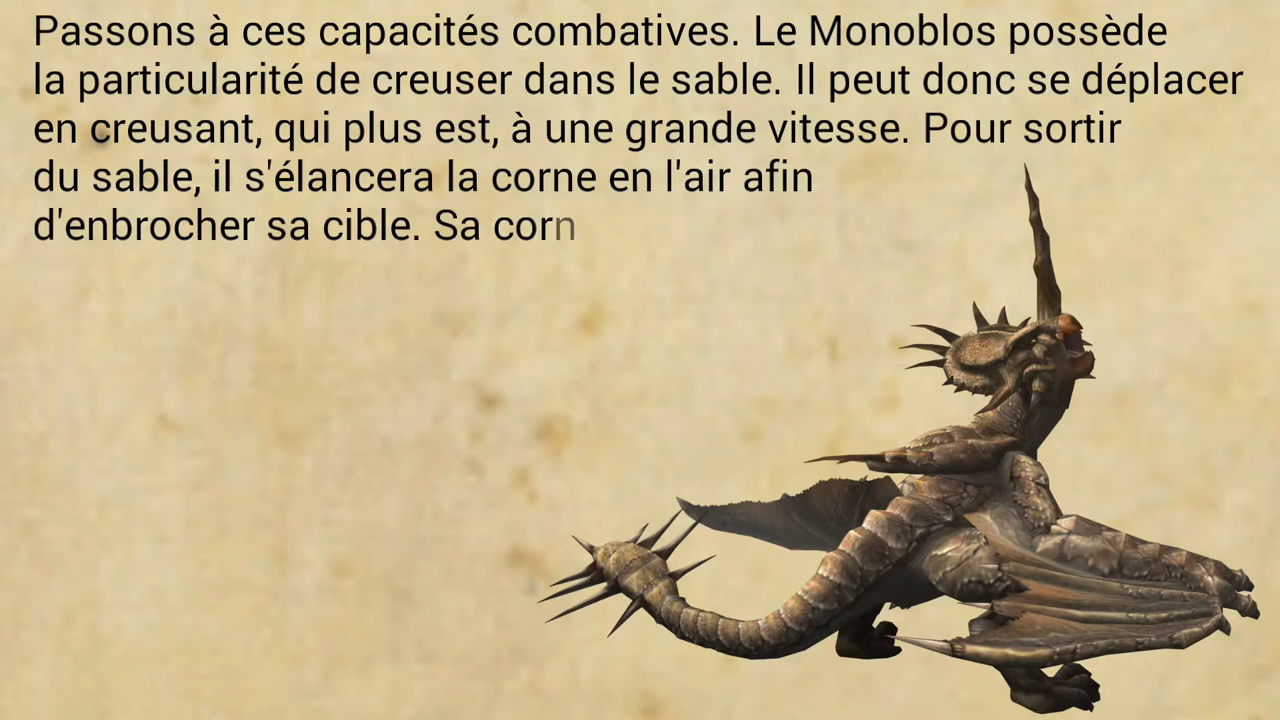 Passons à ces capacités combatives. Le Monoblos possède
la particularité de creuser dans le sable. Il peut donc se déplacer
en creusant, qui plus est, à une grande vitesse. Pour sortir
du sable, il s'élancera la corne en l'air afin
d'enbrocher sa cible. Sa corn